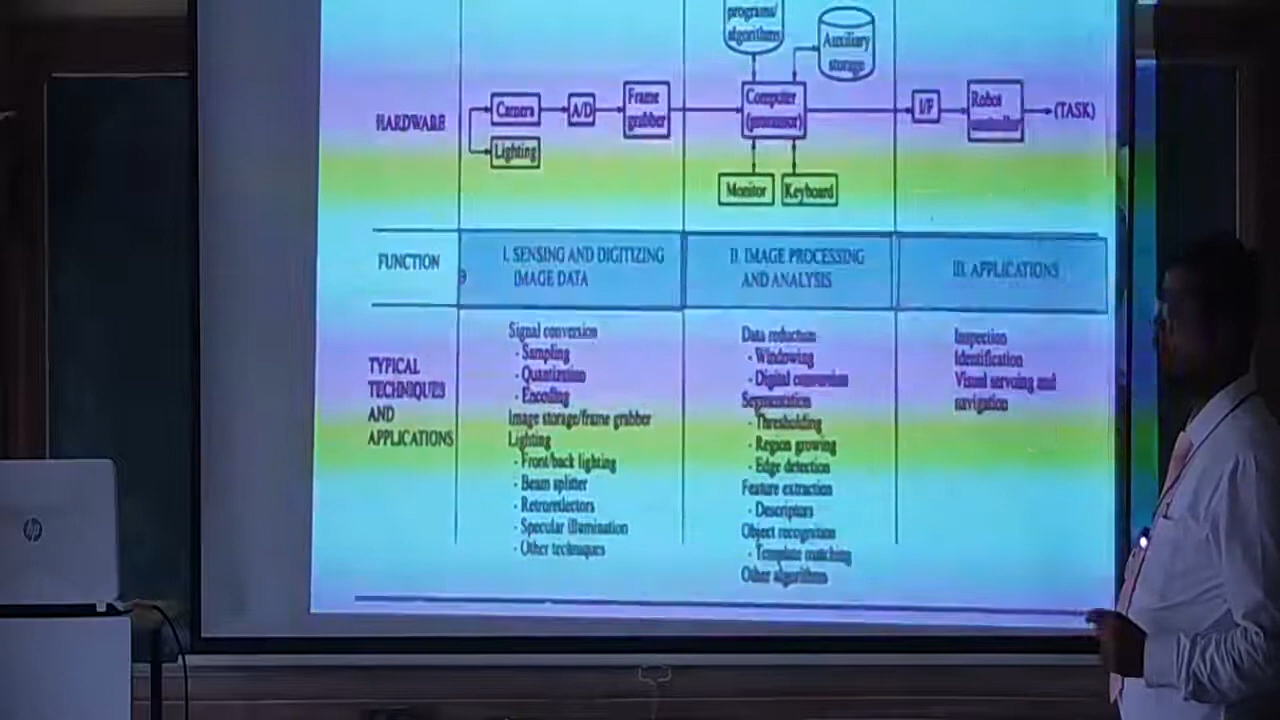 programs/
algorithms
Auxiliary
storage
HARDWARE
Camera
A/D
Frame
grabber
Computer
(processor)
I/F
Robot
controller
(TASK)
Lighting
Monitor
Keyboard
FUNCTION
I. SENSING AND DIGITIZING
IMAGE DATA
II. IMAGE PROCESSING
AND ANALYSIS
III. APPLICATIONS
TYPICAL
TECHNIQUES
AND
APPLICATIONS
Signal conversion
- Sampling
- Quantization
- Encoding
Image storage/frame grabber
Lighting
- Front/back lighting
- Beam splitter
- Retroreflectors
- Specular illumination
- Other techniques
Data reduction
- Windowing
- Digital conversion
Segmentation
- Thresholding
- Region growing
- Edge detection
Feature extraction
- Descriptors
Object recognition
- Template matching
Other algorithms
Inspection
Identification
Visual servoing and
navigation
hp